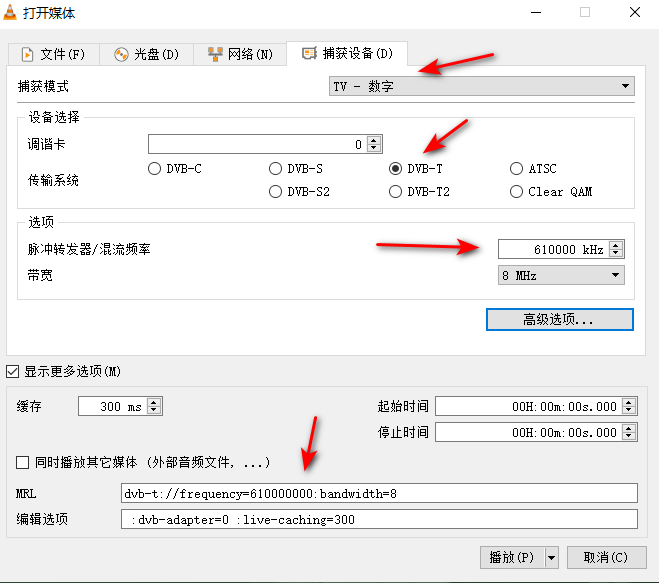 打开媒体
文件(F) 光盘(D) 网络(N) 捕获设备(D)
捕获模式 TV - 数字
设备选择
调谐卡 0
传输系统 DVB-C DVB-S DVB-T ATSC
DVB-S2 DVB-T2 Clear QAM
选项
脉冲转发器/混流频率 610000 kHz
带宽 8 MHz
高级选项...
显示更多选项(M)
缓存 300 ms 起始时间 00H:00m:00s.000
停止时间 00H:00m:00s.000
同时播放其它媒体 (外部音频文件, ...)
MRL dvb-t://frequency=610000000:bandwidth=8
编辑选项 :dvb-adapter=0 :live-caching=300
播放(P) 取消(C)